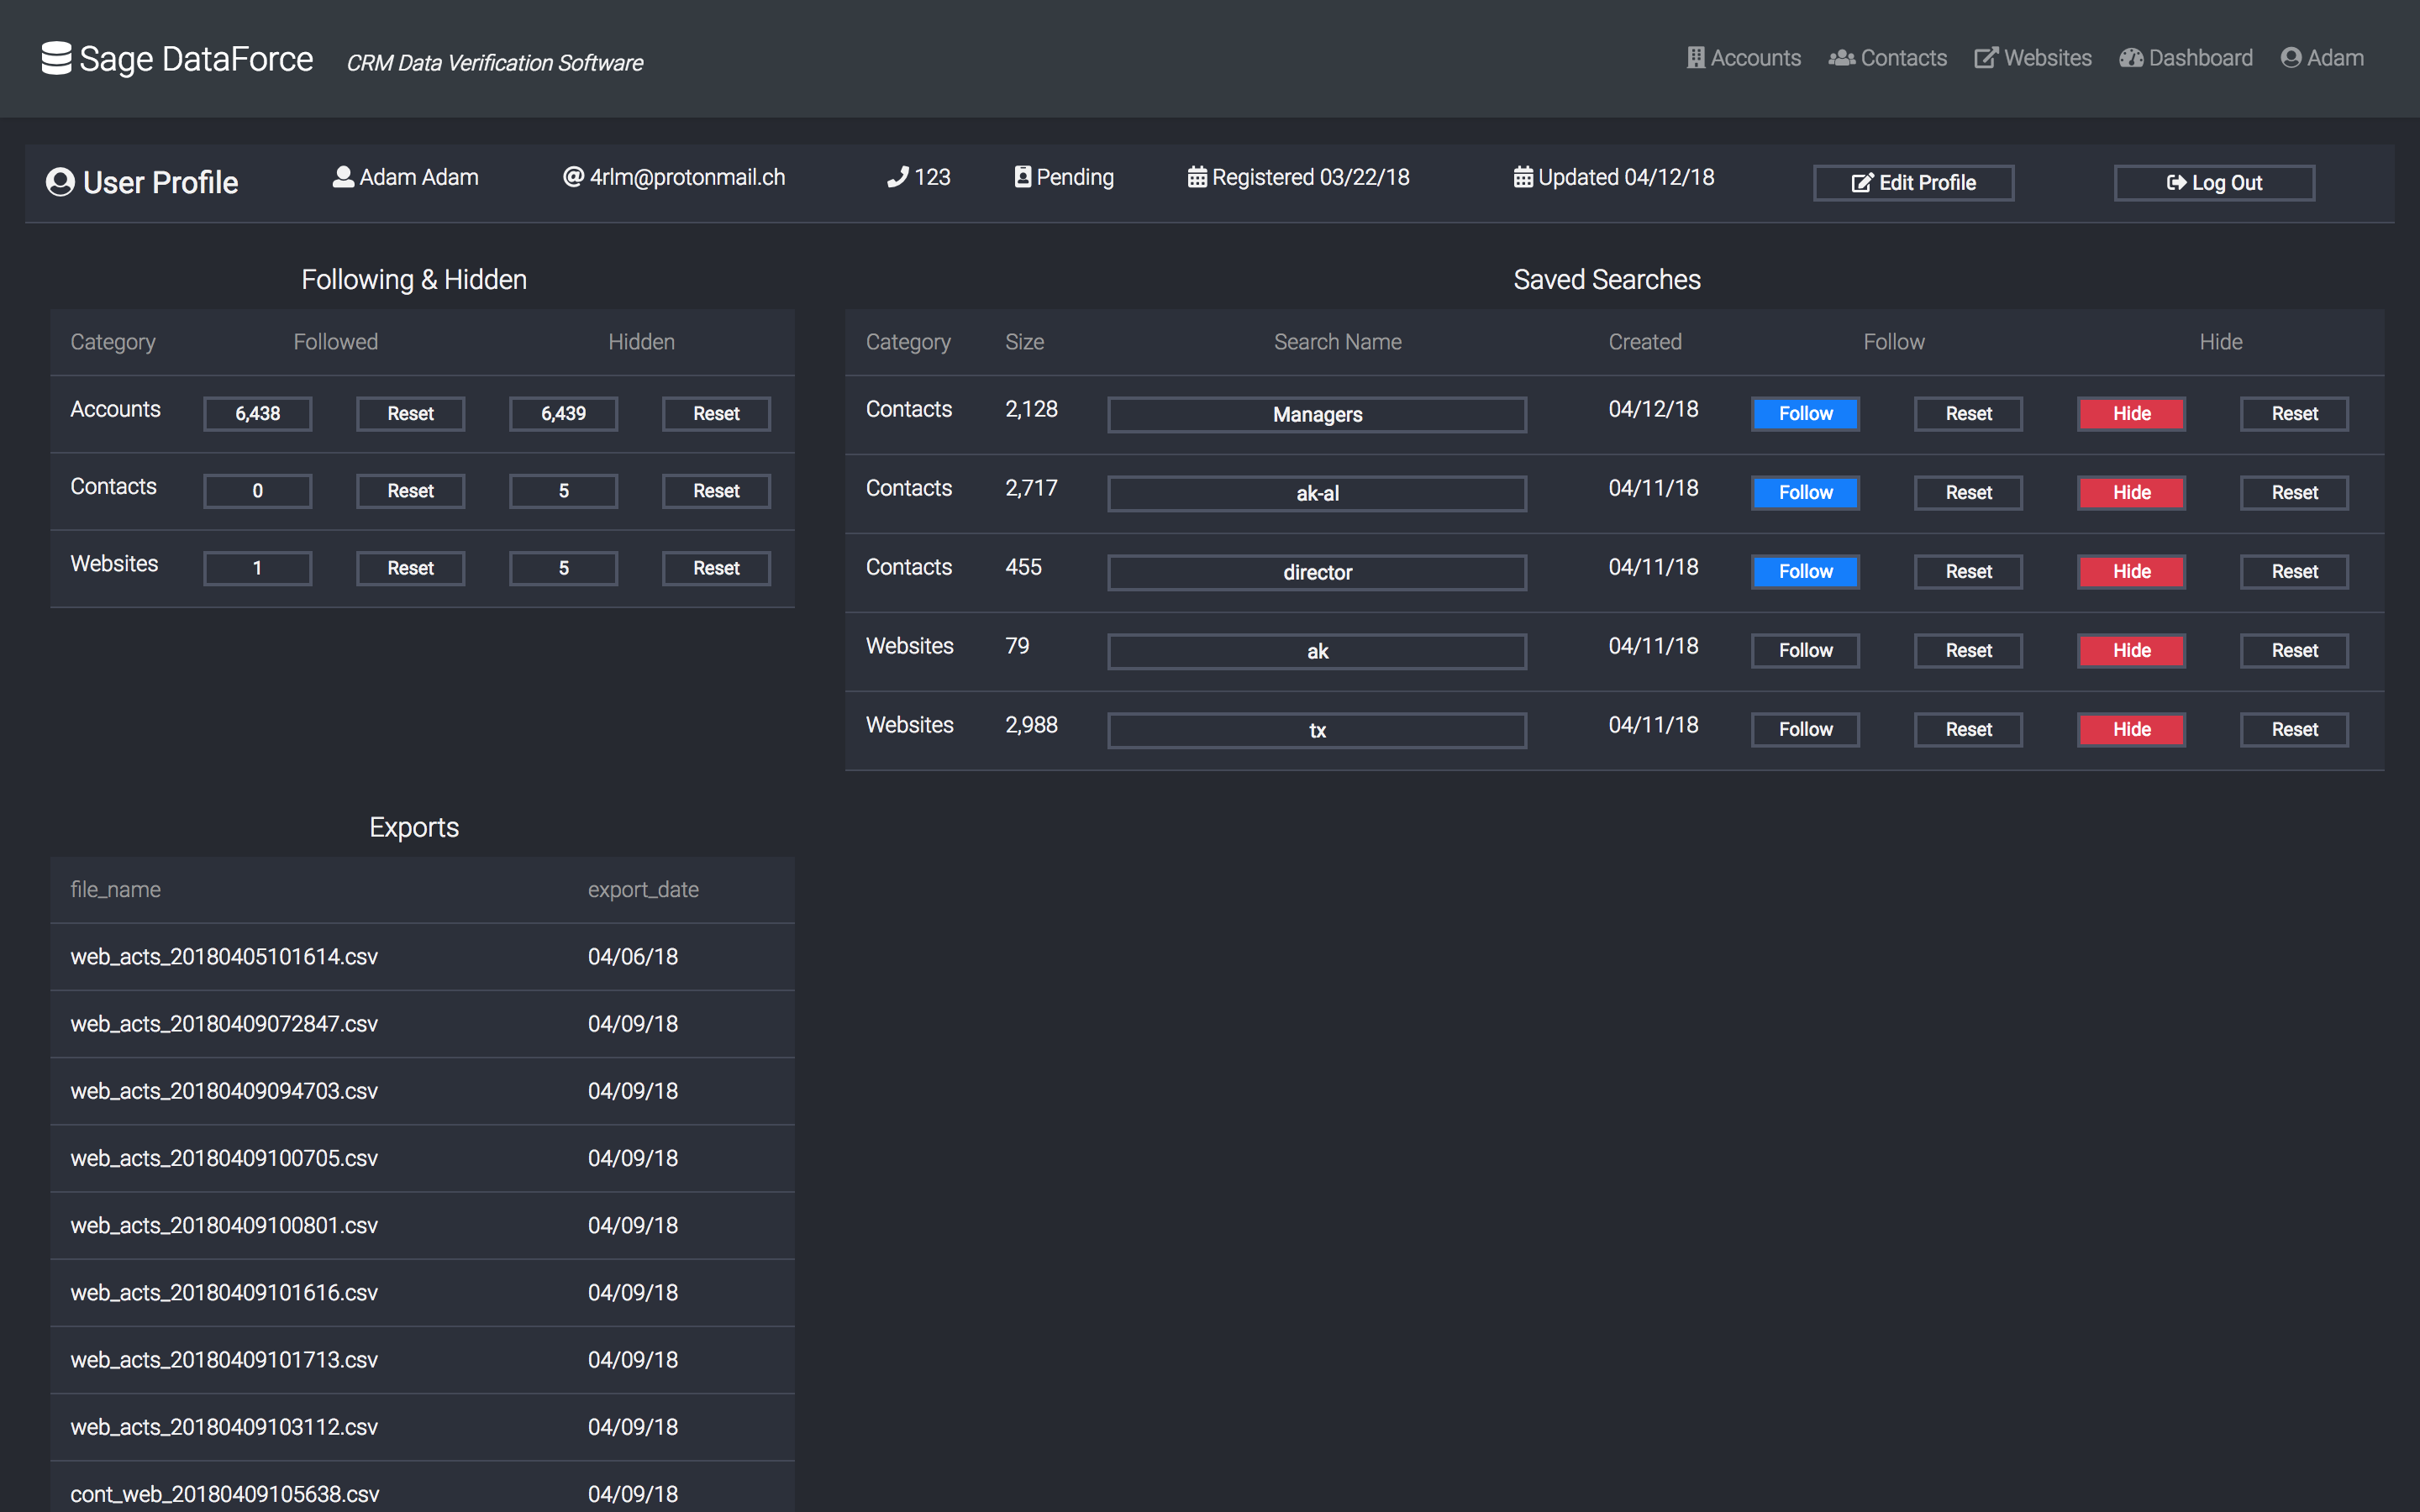 Sage DataForce CRM Data Verification Software Accounts Contacts Websites Dashboard Adam
User Profile Adam Adam @ 4rlm@protonmail.ch 123 Pending Registered 03/22/18 Updated 04/12/18 Edit Profile Log Out
Following & Hidden
Category Followed Hidden
Accounts 6,438 Reset 6,439 Reset
Contacts 0 Reset 5 Reset
Websites 1 Reset 5 Reset
Saved Searches
Category Size Search Name Created Follow Hide
Contacts 2,128 Managers 04/12/18 Follow Reset Hide Reset
Contacts 2,717 ak-al 04/11/18 Follow Reset Hide Reset
Contacts 455 director 04/11/18 Follow Reset Hide Reset
Websites 79 ak 04/11/18 Follow Reset Hide Reset
Websites 2,988 tx 04/11/18 Follow Reset Hide Reset
Exports
file_name export_date
web_acts_20180405101614.csv 04/06/18
web_acts_20180409072847.csv 04/09/18
web_acts_20180409094703.csv 04/09/18
web_acts_20180409100705.csv 04/09/18
web_acts_20180409100801.csv 04/09/18
web_acts_20180409101616.csv 04/09/18
web_acts_20180409101713.csv 04/09/18
web_acts_20180409103112.csv 04/09/18
cont_web_20180409105638.csv 04/09/18